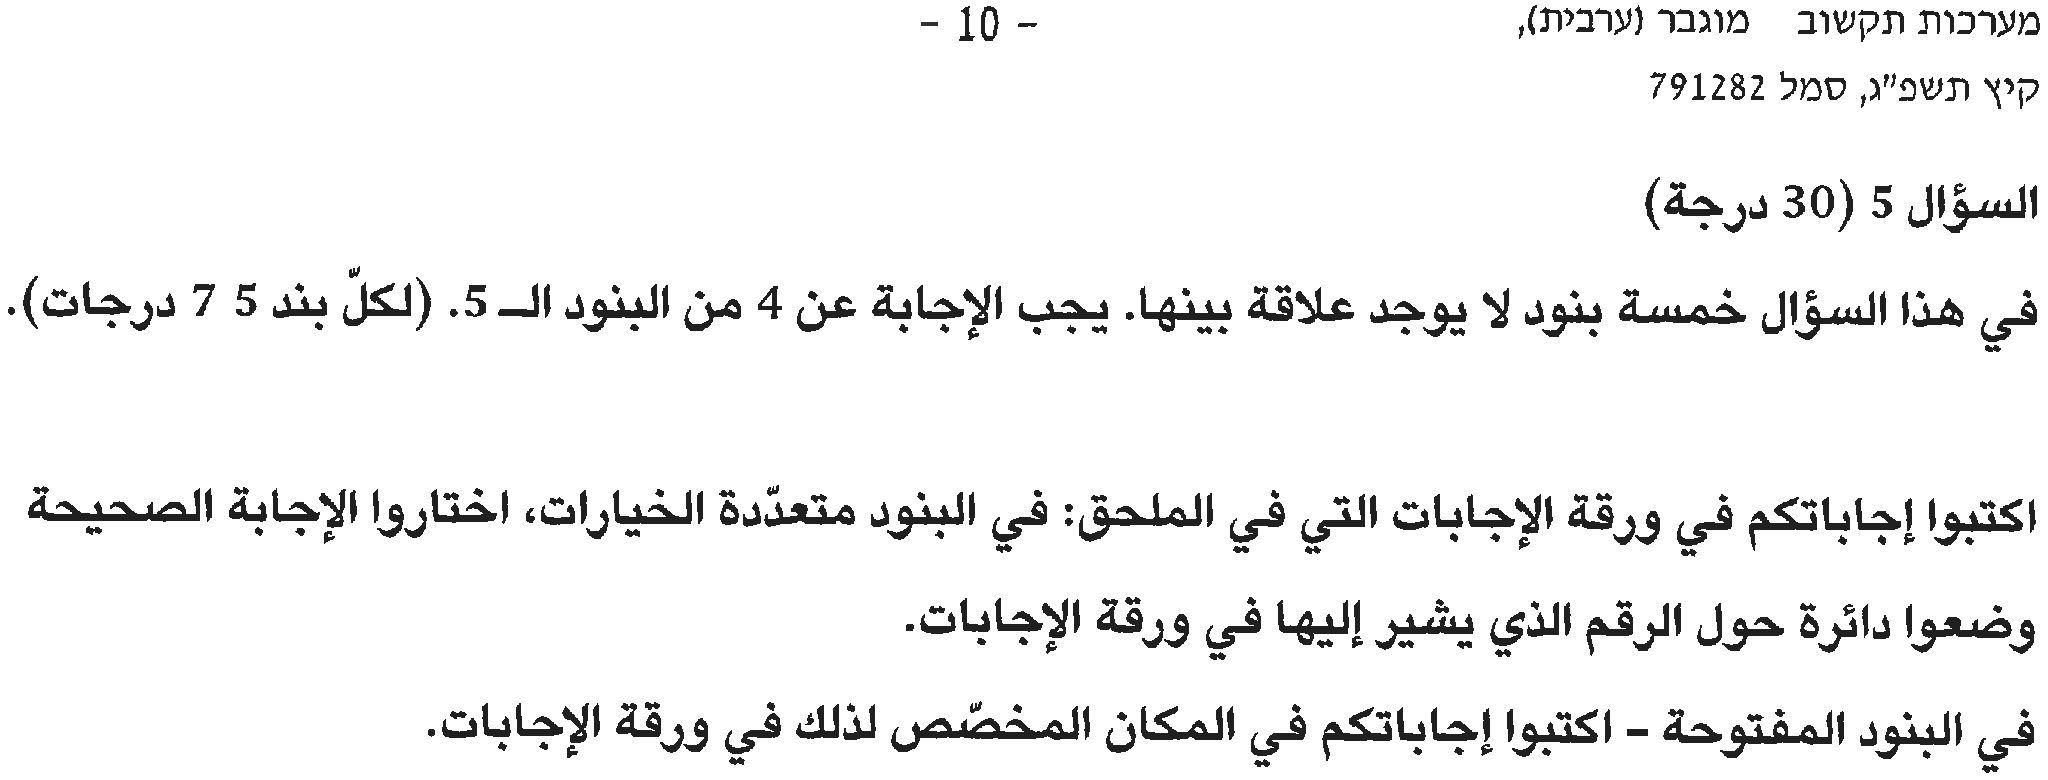 מערכות תקשוב מוגבר (ערבית),
- 10 -
קיץ תשפ"ג, סמל 791282
السؤال 5 (30 درجة)
في هذا السؤال خمسة بنود لا يوجد علاقة بينها. يجب الإجابة عن 4 من البنود الـ 5. (لكلّ بند 5 7 درجات).
اكتبوا إجاباتكم في ورقة الإجابات التي في الملحق: في البنود متعدّدة الخيارات، اختاروا الإجابة الصحيحة
وضعوا دائرة حول الرقم الذي يشير إليها في ورقة الإجابات.
في البنود المفتوحة – اكتبوا إجاباتكم في المكان المخصّص لذلك في ورقة الإجابات.